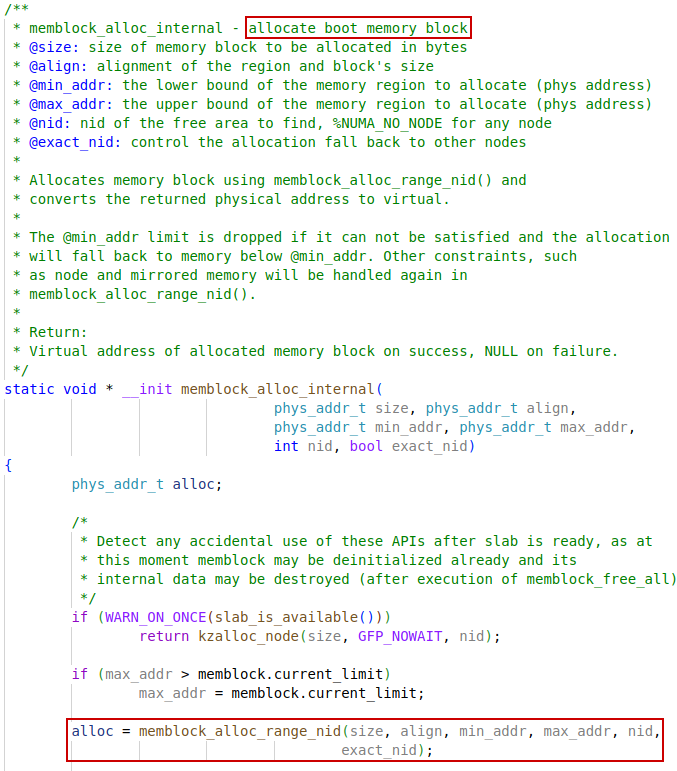 /**
 * memblock_alloc_internal - allocate boot memory block
 * @size: size of memory block to be allocated in bytes
 * @align: alignment of the region and block's size
 * @min_addr: the lower bound of the memory region to allocate (phys address)
 * @max_addr: the upper bound of the memory region to allocate (phys address)
 * @nid: nid of the free area to find, %NUMA_NO_NODE for any node
 * @exact_nid: control the allocation fall back to other nodes
 *
 * Allocates memory block using memblock_alloc_range_nid() and
 * converts the returned physical address to virtual.
 *
 * The @min_addr limit is dropped if it can not be satisfied and the allocation
 * will fall back to memory below @min_addr. Other constraints, such
 * as node and mirrored memory will be handled again in
 * memblock_alloc_range_nid().
 *
 * Return:
 * Virtual address of allocated memory block on success, NULL on failure.
 */
static void * __init memblock_alloc_internal(
                                phys_addr_t size, phys_addr_t align,
                                phys_addr_t min_addr, phys_addr_t max_addr,
                                int nid, bool exact_nid)
{
        phys_addr_t alloc;

        /*
         * Detect any accidental use of these APIs after slab is ready, as at
         * this moment memblock may be deinitialized already and its
         * internal data may be destroyed (after execution of memblock_free_all)
         */
        if (WARN_ON_ONCE(slab_is_available()))
                return kzalloc_node(size, GFP_NOWAIT, nid);

        if (max_addr > memblock.current_limit)
                max_addr = memblock.current_limit;

        alloc = memblock_alloc_range_nid(size, align, min_addr, max_addr, nid,
                                        exact_nid);